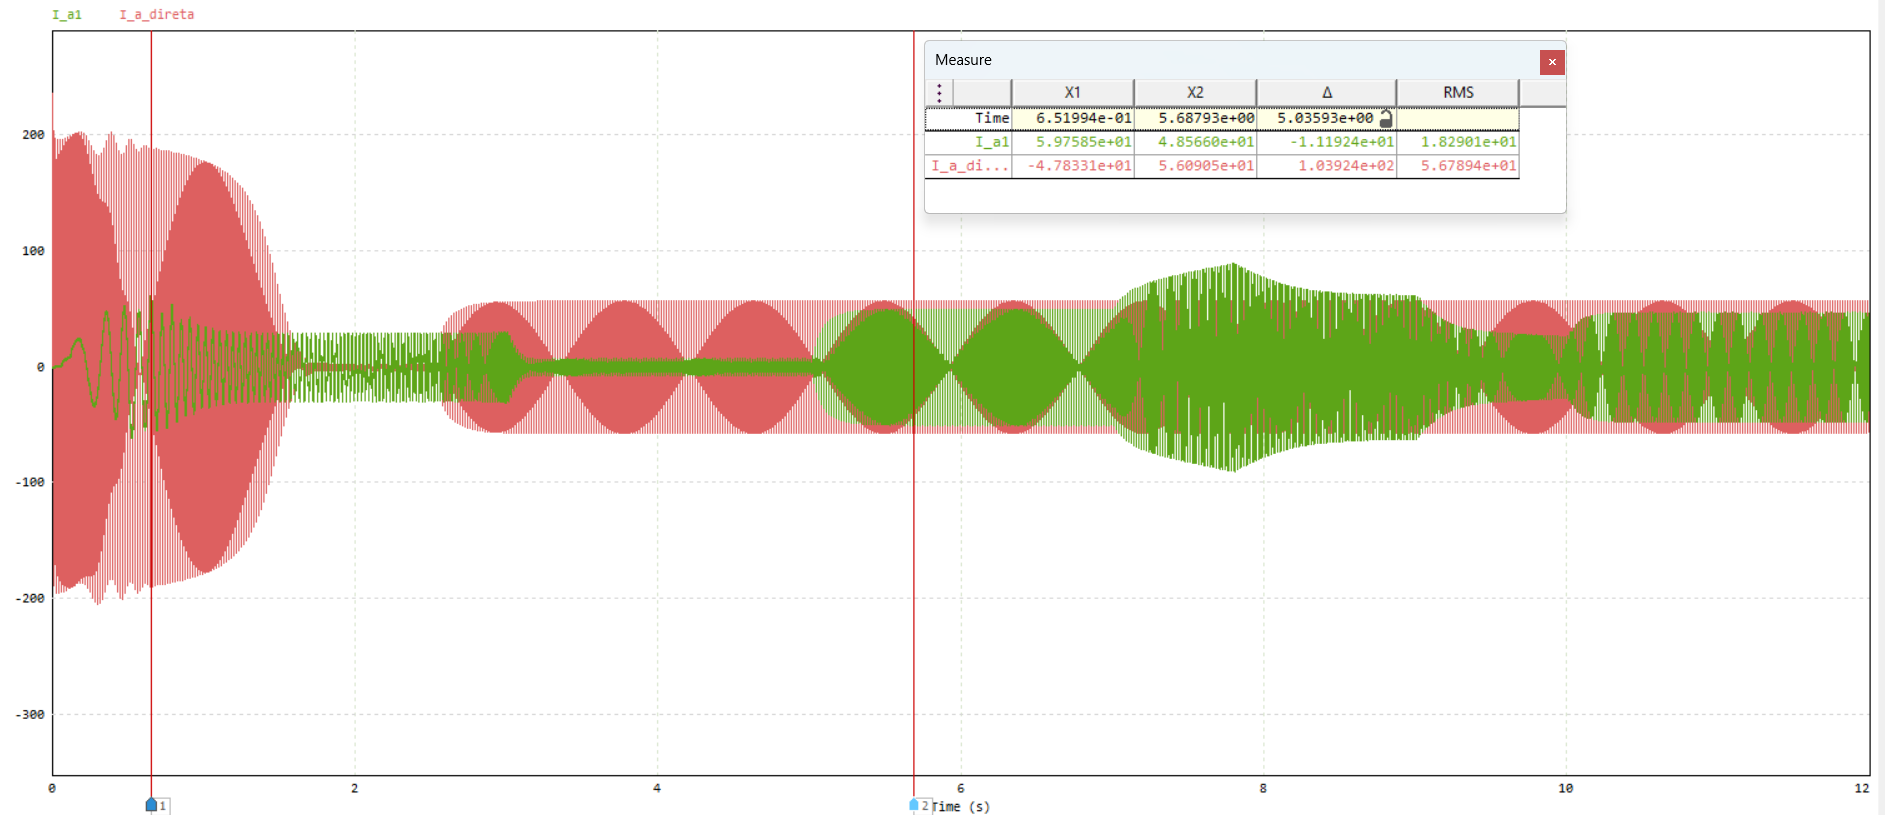 I_a1 I_a_direta
Measure
X1 X2 Δ RMS
Time 6.51994e-01 5.68793e+00 5.03593e+00
I_a1 5.97585e+01 4.85660e+01 -1.11924e+01 1.82901e+01
I_a_di... -4.78331e+01 5.60905e+01 1.03924e+02 5.67894e+01
200
100
0
-100
-200
-300
0 2 4 6 8 10 12
1 2 Time (s)